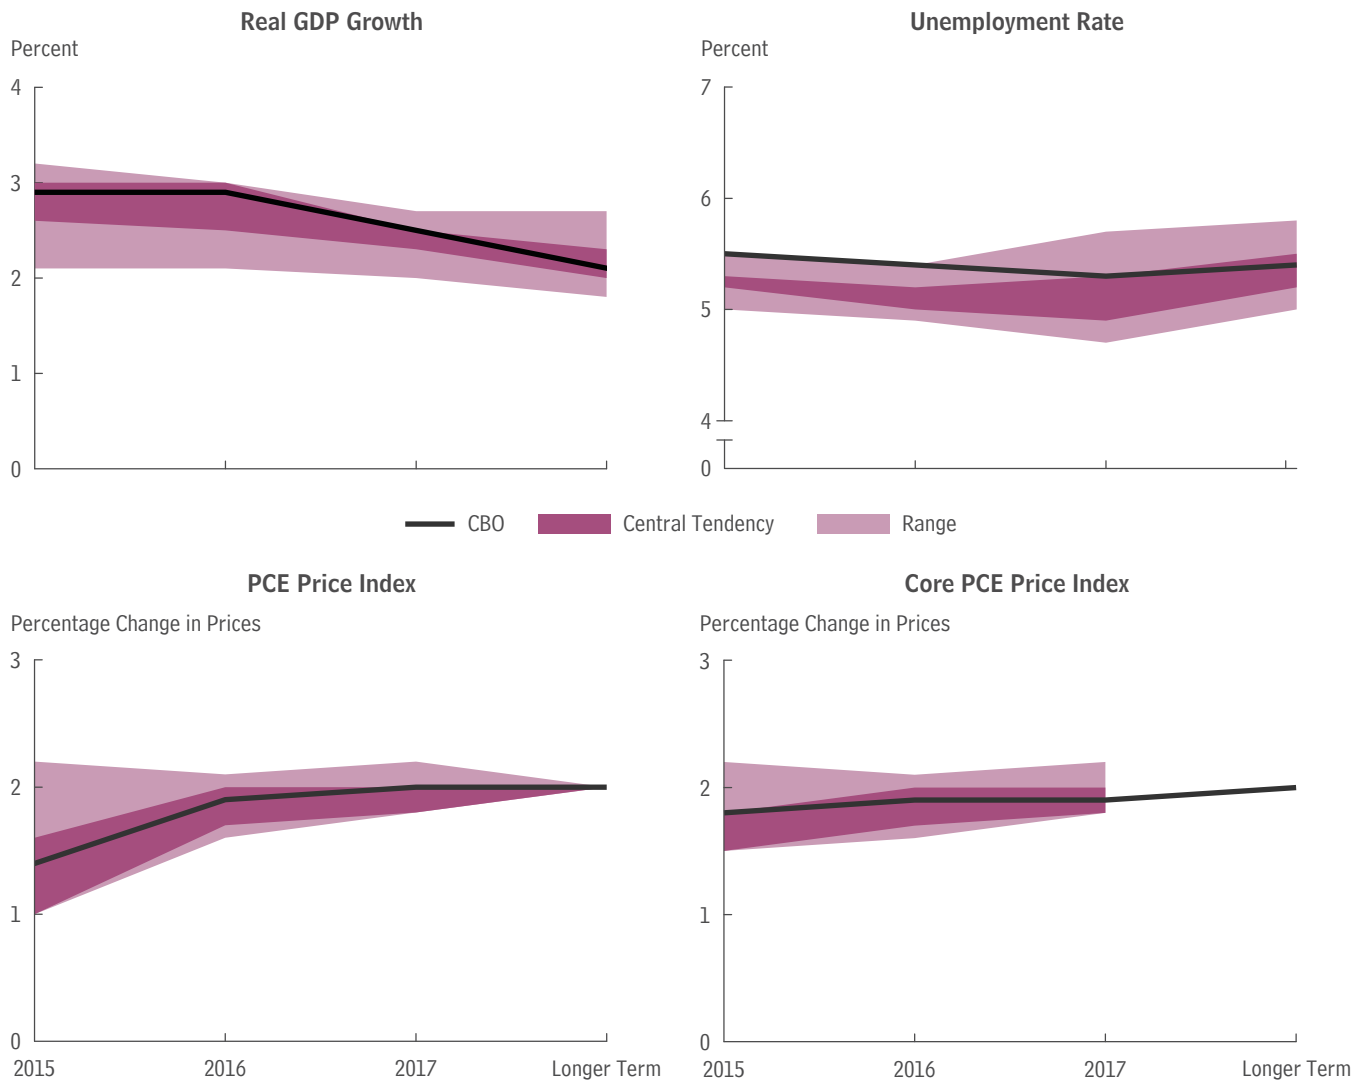 Real GDP Growth
Percent
4
3
2
1
0
Unemployment Rate
Percent
7
6
5
4
0
CBO Central Tendency Range
PCE Price Index
Percentage Change in Prices
3
2
1
0
2015 2016 2017 Longer Term
Core PCE Price Index
Percentage Change in Prices
3
2
1
0
2015 2016 2017 Longer Term